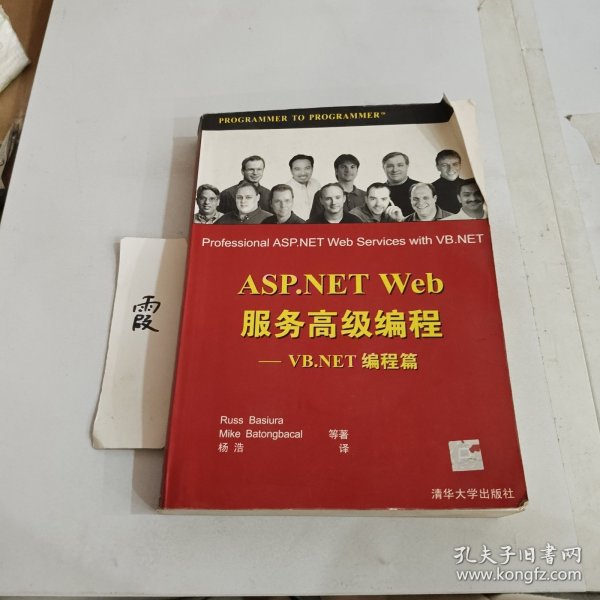 PROGRAMMER TO PROGRAMMER™
Professional ASP.NET Web Services with VB.NET
ASP.NET Web
服务高级编程
— VB.NET 编程篇
Russ Basiura
Mike Batongbacal 等著
杨浩 译
清华大学出版社
霞
孔夫子旧书网
www.kongfz.com